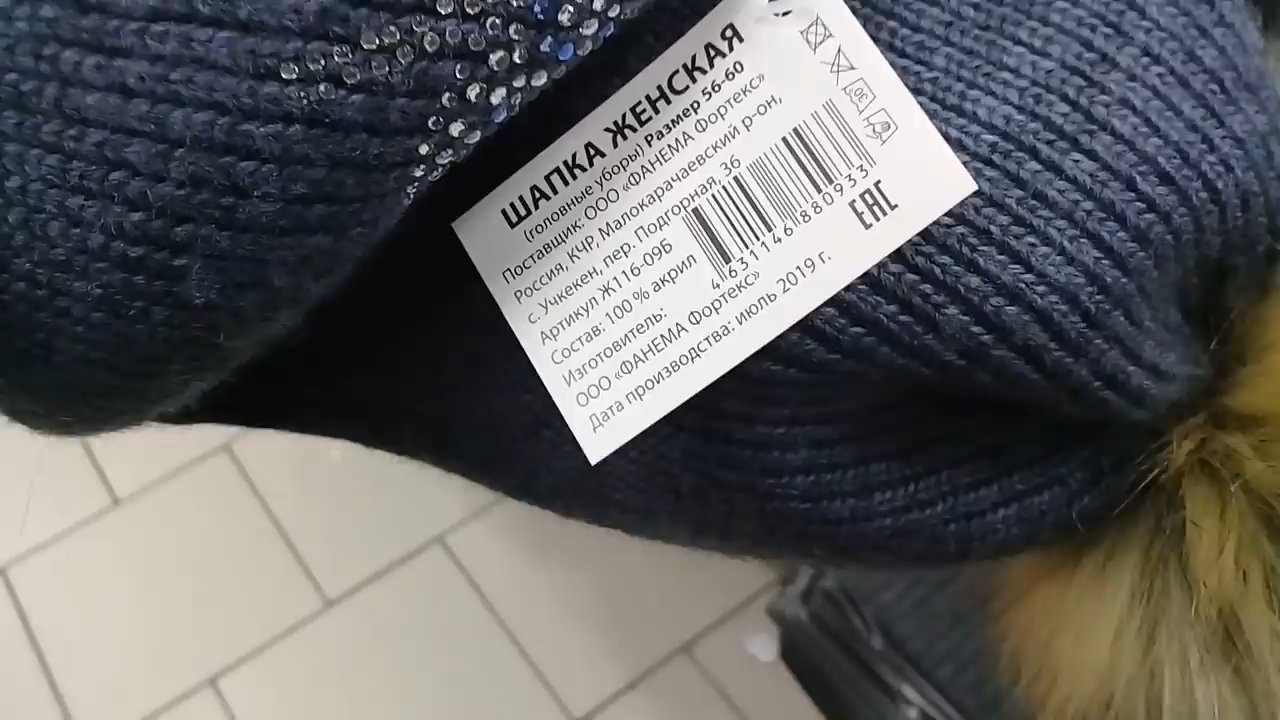 ШАПКА ЖЕНСКАЯ
(головные уборы) Размер 56-60
Поставщик: ООО «ФАНЕМА Фортекс»
Россия, КЧР, Малокарачаевский р-он,
с. Учкекен, пер. Подгорная, 36
Артикул Ж116-09Б
Состав: 100 % акрил
Изготовитель:
ООО «ФАНЕМА Фортекс»
Дата производства: июль 2019 г.
4631146880933
EAC
30°